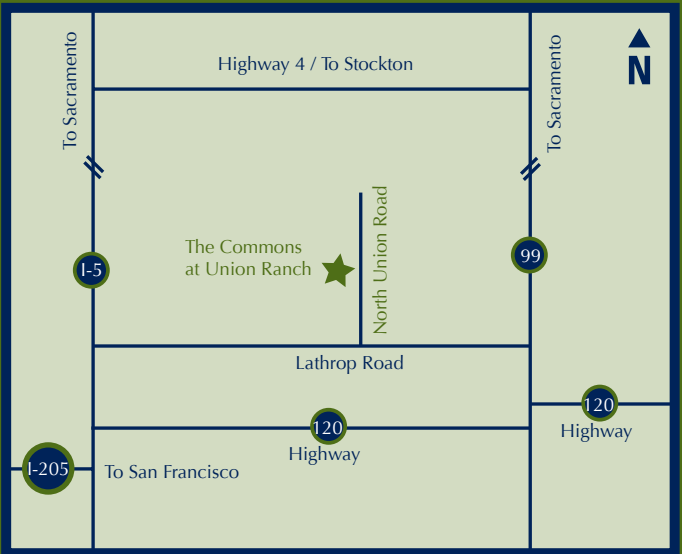 To Sacramento
Highway 4 / To Stockton
To Sacramento
N
The Commons
at Union Ranch
North Union Road
I-5
99
Lathrop Road
120
Highway
120
Highway
I-205
To San Francisco